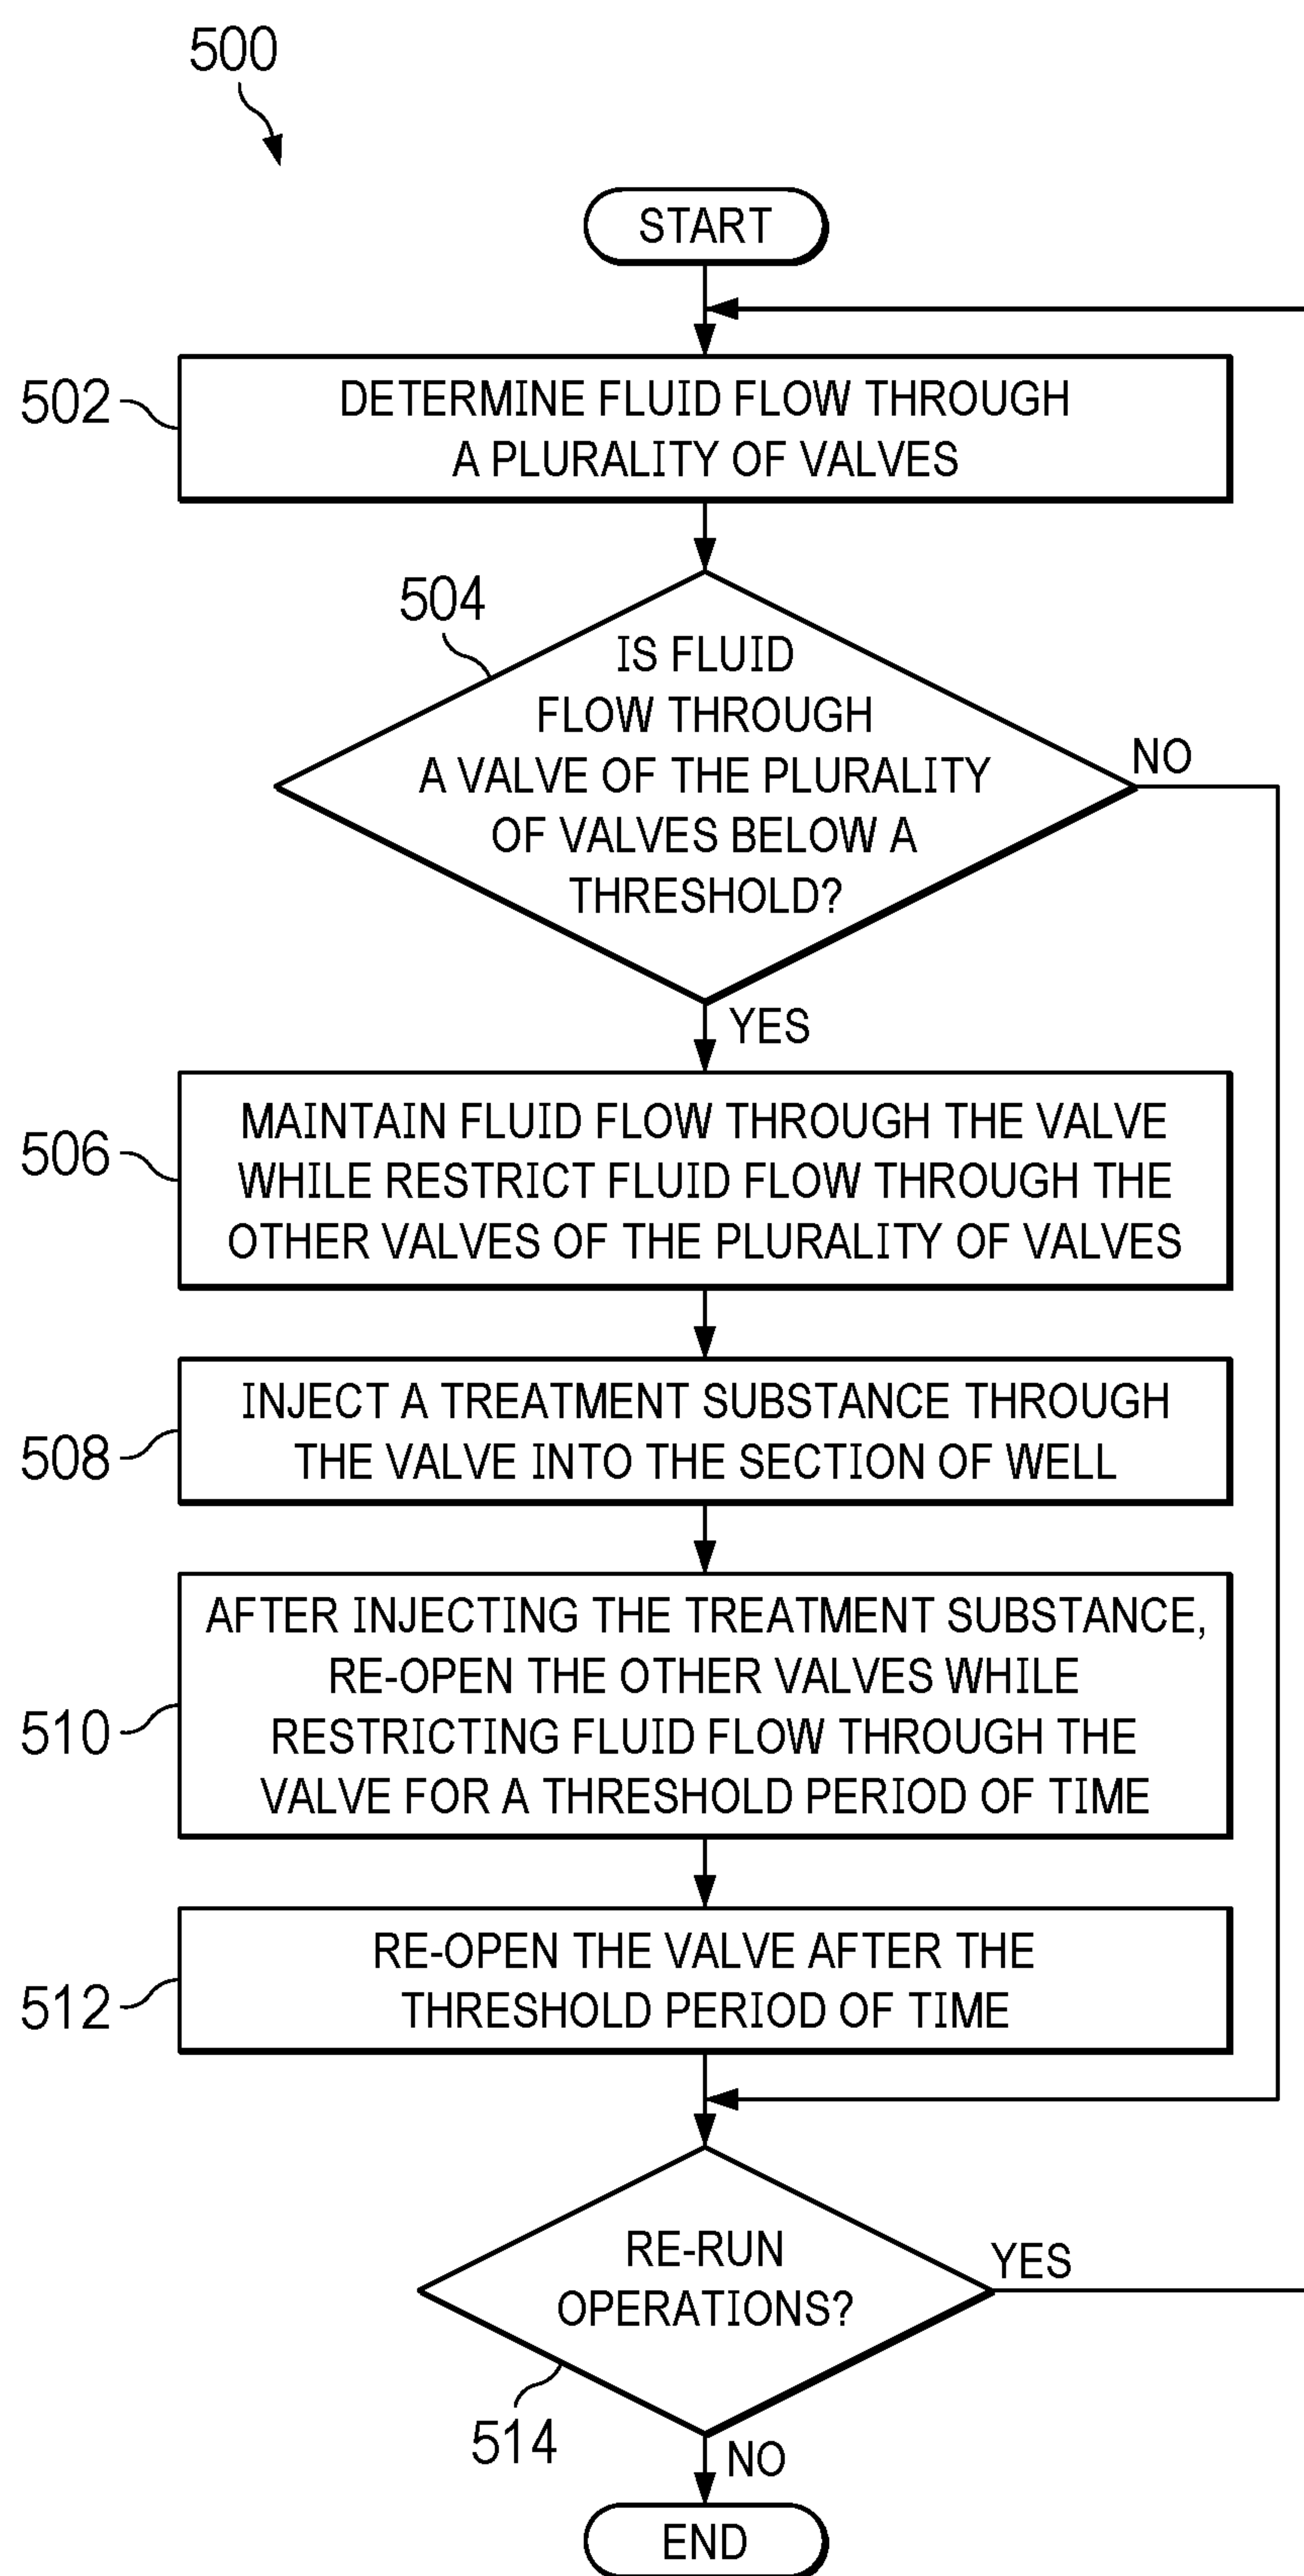 500
START
502
DETERMINE FLUID FLOW THROUGH
A PLURALITY OF VALVES
504
IS FLUID
FLOW THROUGH
A VALVE OF THE PLURALITY
OF VALVES BELOW A
THRESHOLD?
NO
YES
506
MAINTAIN FLUID FLOW THROUGH THE VALVE
WHILE RESTRICT FLUID FLOW THROUGH THE
OTHER VALVES OF THE PLURALITY OF VALVES
508
INJECT A TREATMENT SUBSTANCE THROUGH
THE VALVE INTO THE SECTION OF WELL
510
AFTER INJECTING THE TREATMENT SUBSTANCE,
RE-OPEN THE OTHER VALVES WHILE
RESTRICTING FLUID FLOW THROUGH THE
VALVE FOR A THRESHOLD PERIOD OF TIME
512
RE-OPEN THE VALVE AFTER THE
THRESHOLD PERIOD OF TIME
RE-RUN
OPERATIONS?
YES
514
NO
END